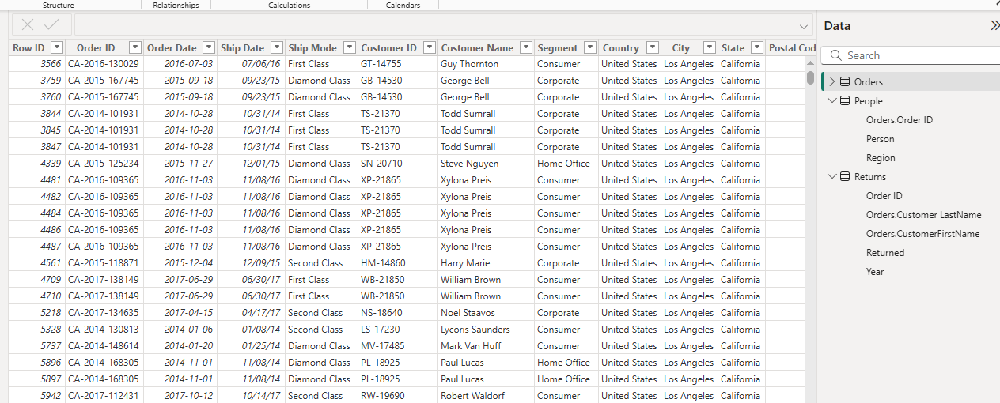 Structure Relationships Calculations Calendars
Data
Row ID Order ID Order Date Ship Date Ship Mode Customer ID Customer Name Segment Country City State Postal Cod
Search
3566 CA-2016-130029 2016-07-03 07/06/16 First Class GT-14755 Guy Thornton Consumer United States Los Angeles California
3759 CA-2015-167745 2015-09-18 09/23/15 Diamond Class GB-14530 George Bell Corporate United States Los Angeles California
3760 CA-2015-167745 2015-09-18 09/23/15 Diamond Class GB-14530 George Bell Corporate United States Los Angeles California
3844 CA-2014-101931 2014-10-28 10/31/14 First Class TS-21370 Todd Sumrall Corporate United States Los Angeles California
3845 CA-2014-101931 2014-10-28 10/31/14 First Class TS-21370 Todd Sumrall Corporate United States Los Angeles California
3847 CA-2014-101931 2014-10-28 10/31/14 First Class TS-21370 Todd Sumrall Corporate United States Los Angeles California
4339 CA-2015-125234 2015-11-27 12/01/15 Diamond Class SN-20710 Steve Nguyen Home Office United States Los Angeles California
4481 CA-2016-109365 2016-11-03 11/08/16 Diamond Class XP-21865 Xylona Preis Consumer United States Los Angeles California
4482 CA-2016-109365 2016-11-03 11/08/16 Diamond Class XP-21865 Xylona Preis Consumer United States Los Angeles California
4484 CA-2016-109365 2016-11-03 11/08/16 Diamond Class XP-21865 Xylona Preis Consumer United States Los Angeles California
4486 CA-2016-109365 2016-11-03 11/08/16 Diamond Class XP-21865 Xylona Preis Consumer United States Los Angeles California
4487 CA-2016-109365 2016-11-03 11/08/16 Diamond Class XP-21865 Xylona Preis Consumer United States Los Angeles California
4561 CA-2015-118871 2015-12-04 12/09/15 Second Class HM-14860 Harry Marie Corporate United States Los Angeles California
4709 CA-2017-138149 2017-06-29 06/30/17 First Class WB-21850 William Brown Consumer United States Los Angeles California
4710 CA-2017-138149 2017-06-29 06/30/17 First Class WB-21850 William Brown Consumer United States Los Angeles California
5218 CA-2017-134635 2017-04-15 04/17/17 Second Class NS-18640 Noel Staavos Corporate United States Los Angeles California
5328 CA-2014-130813 2014-01-06 01/08/14 Second Class LS-17230 Lycoris Saunders Consumer United States Los Angeles California
5737 CA-2014-148614 2014-01-20 01/25/14 Diamond Class MV-17485 Mark Van Huff Consumer United States Los Angeles California
5896 CA-2014-168305 2014-11-01 11/08/14 Diamond Class PL-18925 Paul Lucas Home Office United States Los Angeles California
5897 CA-2014-168305 2014-11-01 11/08/14 Diamond Class PL-18925 Paul Lucas Home Office United States Los Angeles California
5942 CA-2017-112431 2017-10-12 10/14/17 Second Class RW-19690 Robert Waldorf Consumer United States Los Angeles California
Orders
People
Orders.Order ID
Person
Region
Returns
Order ID
Orders.Customer LastName
Orders.CustomerFirstName
Returned
Year